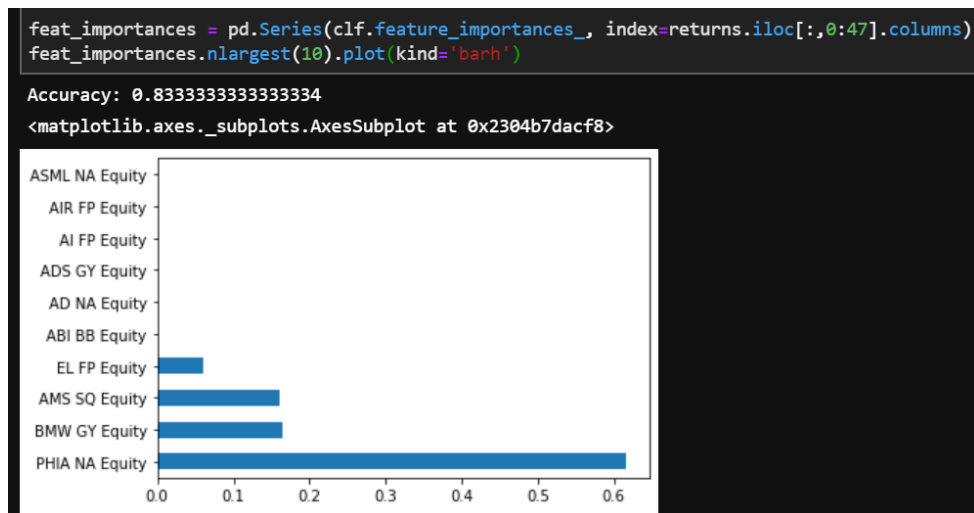 feat_importances = pd.Series(clf.feature_importances_, index=returns.iloc[:,0:47].columns)
feat_importances.nlargest(10).plot(kind='barh')
Accuracy: 0.8333333333333334
<matplotlib.axes._subplots.AxesSubplot at 0x2304b7dacf8>
ASML NA Equity
AIR FP Equity
AI FP Equity
ADS GY Equity
AD NA Equity
ABI BB Equity
EL FP Equity
AMS SQ Equity
BMW GY Equity
PHIA NA Equity
0.0 0.1 0.2 0.3 0.4 0.5 0.6